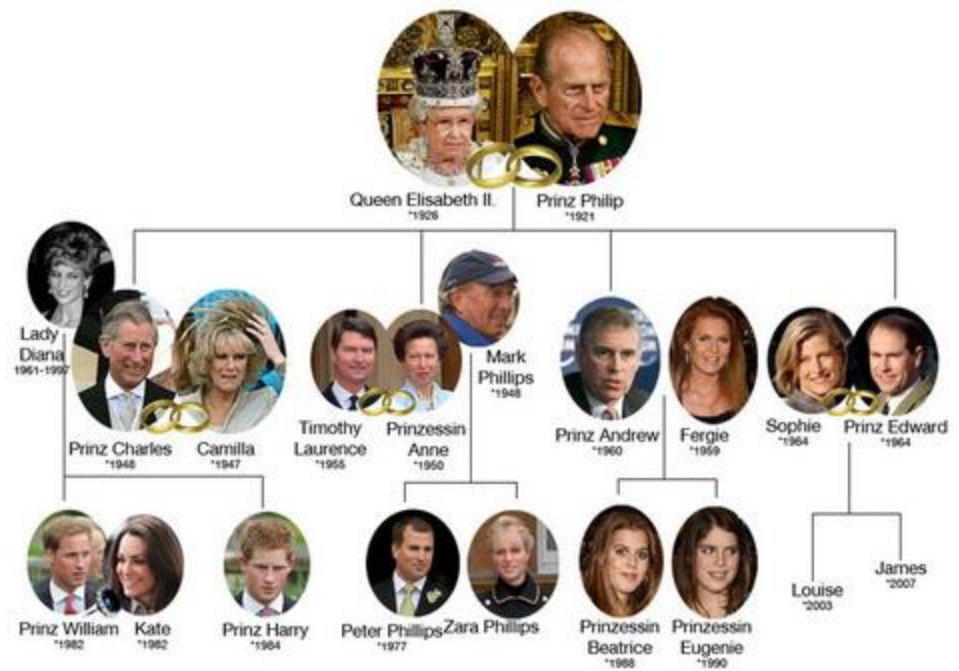 Queen Elisabeth II.
*1926
Prinz Philip
*1921
Lady
Diana
1961-1997
Prinz Charles
*1948
Camilla
*1947
Timothy
Laurence
*1955
Prinzessin
Anne
*1950
Mark
Phillips
*1948
Prinz Andrew
*1960
Fergie
*1959
Sophie
*1964
Prinz Edward
*1964
Prinz William
*1982
Kate
*1982
Prinz Harry
*1984
Peter Phillips
*1977
Zara Phillips
Prinzessin
Beatrice
*1988
Prinzessin
Eugenie
*1990
Louise
*2003
James
*2007